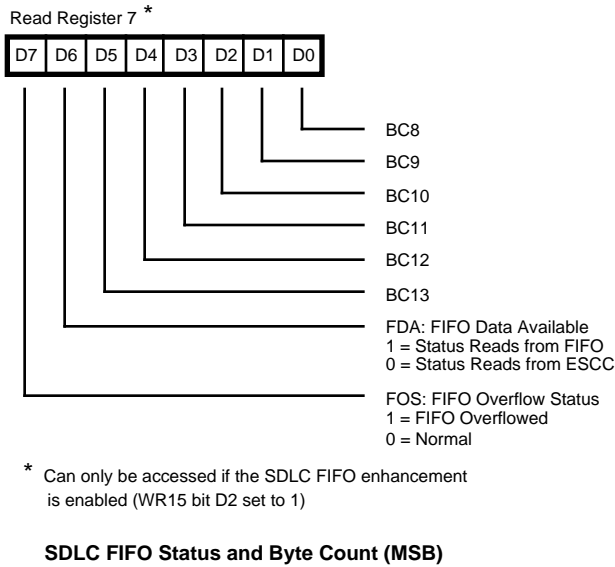 Read Register 7 *
D7 D6 D5 D4 D3 D2 D1 D0
BC8
BC9
BC10
BC11
BC12
BC13
FDA: FIFO Data Available
1 = Status Reads from FIFO
0 = Status Reads from ESCC
FOS: FIFO Overflow Status
1 = FIFO Overflowed
0 = Normal
* Can only be accessed if the SDLC FIFO enhancement
is enabled (WR15 bit D2 set to 1)
SDLC FIFO Status and Byte Count (MSB)